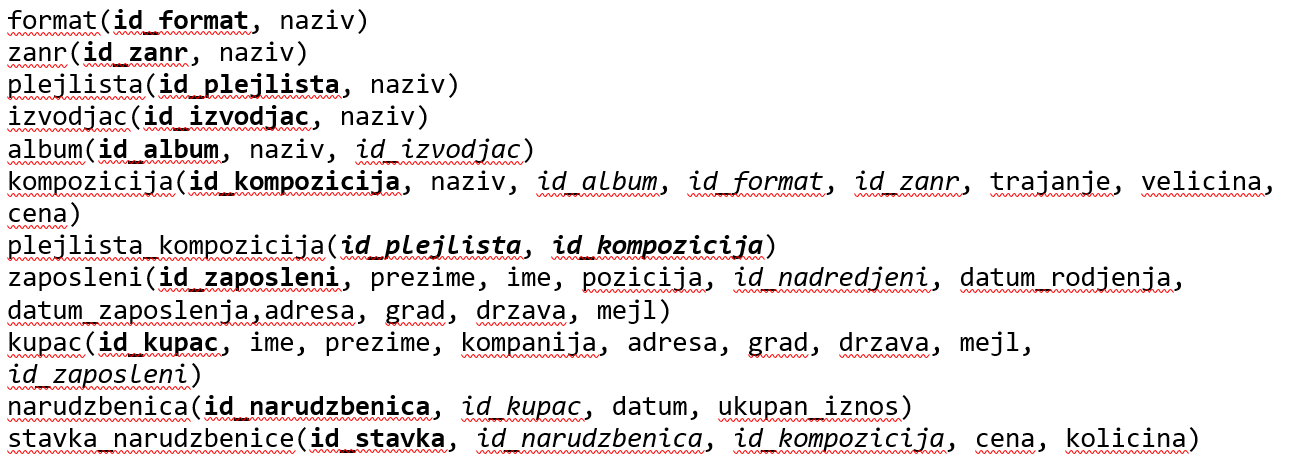 format(id_format, naziv)
zanr(id_zanr, naziv)
plejlista(id_plejlista, naziv)
izvodjac(id_izvodjac, naziv)
album(id_album, naziv, id_izvodjac)
kompozicija(id_kompozicija, naziv, id_album, id_format, id_zanr, trajanje, velicina,
cena)
plejlista_kompozicija(id_plejlista, id_kompozicija)
zaposleni(id_zaposleni, prezime, ime, pozicija, id_nadredjeni, datum_rodjenja,
datum_zaposlenja,adresa, grad, drzava, mejl)
kupac(id_kupac, ime, prezime, kompanija, adresa, grad, drzava, mejl,
id_zaposleni)
narudzbenica(id_narudzbenica, id_kupac, datum, ukupan_iznos)
stavka_narudzbenice(id_stavka, id_narudzbenica, id_kompozicija, cena, kolicina)